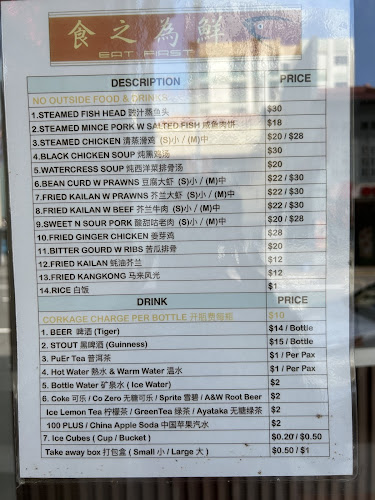 食之為鮮
EAT FIRST
DESCRIPTION PRICE
NO OUTSIDE FOOD & DRINKS
1.STEAMED FISH HEAD 豉汁蒸鱼头 $30
2.STEAMED MINCE PORK W SALTED FISH 咸鱼肉饼 $18
3.STEAMED CHICKEN 清蒸滑鸡 (S)小 / (M)中 $20 / $28
4.BLACK CHICKEN SOUP 炖黑鸡汤 $30
5.WATERCRESS SOUP 炖西洋菜排骨汤 $20
6.BEAN CURD W PRAWNS 豆腐大虾 (S)小 / (M)中 $22 / $30
7.FRIED KAILAN W PRAWNS 芥兰大虾 (S)小 / (M)中 $22 / $30
8.FRIED KAILAN W BEEF 芥兰牛肉 (S)小 / (M)中 $22 / $30
9.SWEET N SOUR PORK 酸甜咕老肉 (S)小 / (M)中 $20 / $28
10.FRIED GINGER CHICKEN 姜芽鸡 $28
11.BITTER GOURD W RIBS 苦瓜排骨 $20
12.FRIED KAILAN 蚝油芥兰 $12
13.FRIED KANGKONG 马来风光 $12
14.RICE 白饭 $1
DRINK PRICE
CORKAGE CHARGE PER BOTTLE 开瓶费每瓶 $10
1. BEER 啤酒 (Tiger) $14 / Bottle
2. STOUT 黑啤酒 (Guinness) $15 / Bottle
3. PuEr Tea 普洱茶 $1 / Per Pax
4. Hot Water 熱水 & Warm Water 温水 $1 / Per Pax
5. Bottle Water 矿泉水 ( Ice Water) $2
6. Coke 可乐 / Co Zero 无糖可乐 / Sprite 雪碧 / A&W Root Beer $2
Ice Lemon Tea 柠檬茶 / GreenTea 绿茶 / Ayataka 无糖绿茶 $2
100 PLUS / China Apple Soda 中国苹果汽水 $2
7. Ice Cubes ( Cup / Bucket ) $0.20 / $0.50
Take away box 打包盒 ( Small 小 / Large 大 ) $0.50 / $1